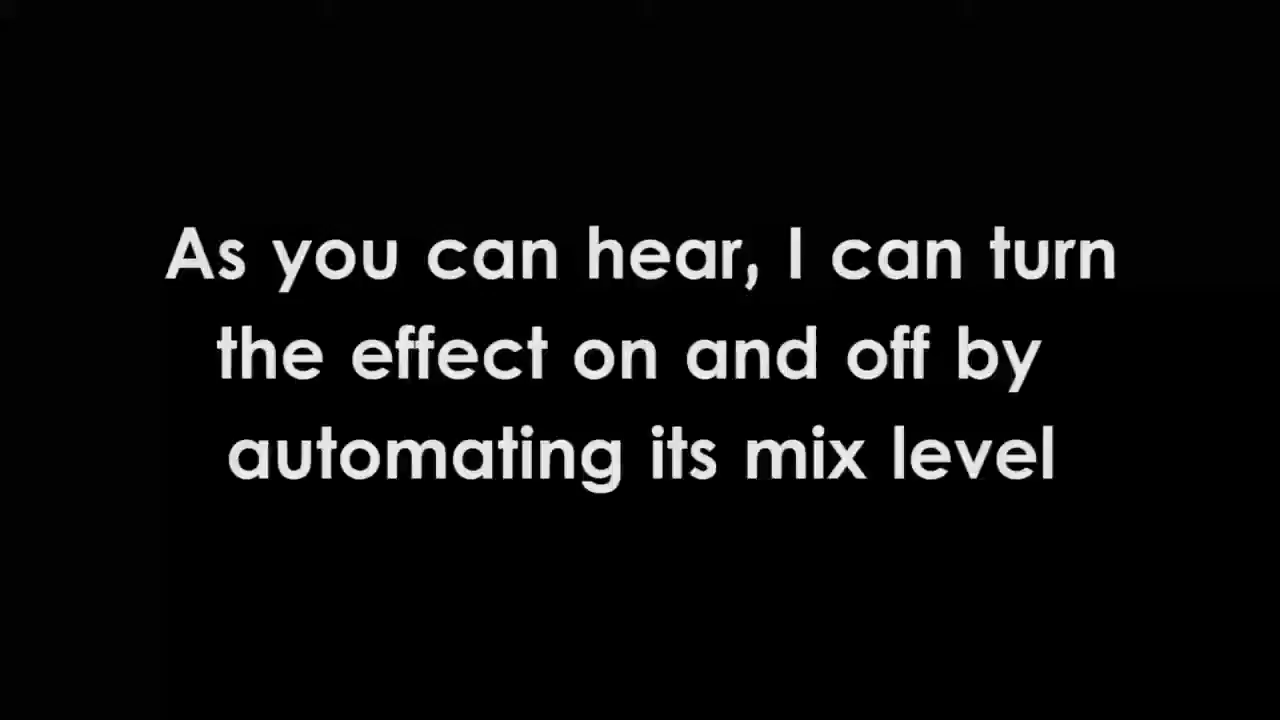 As you can hear, I can turn
the effect on and off by
automating its mix level